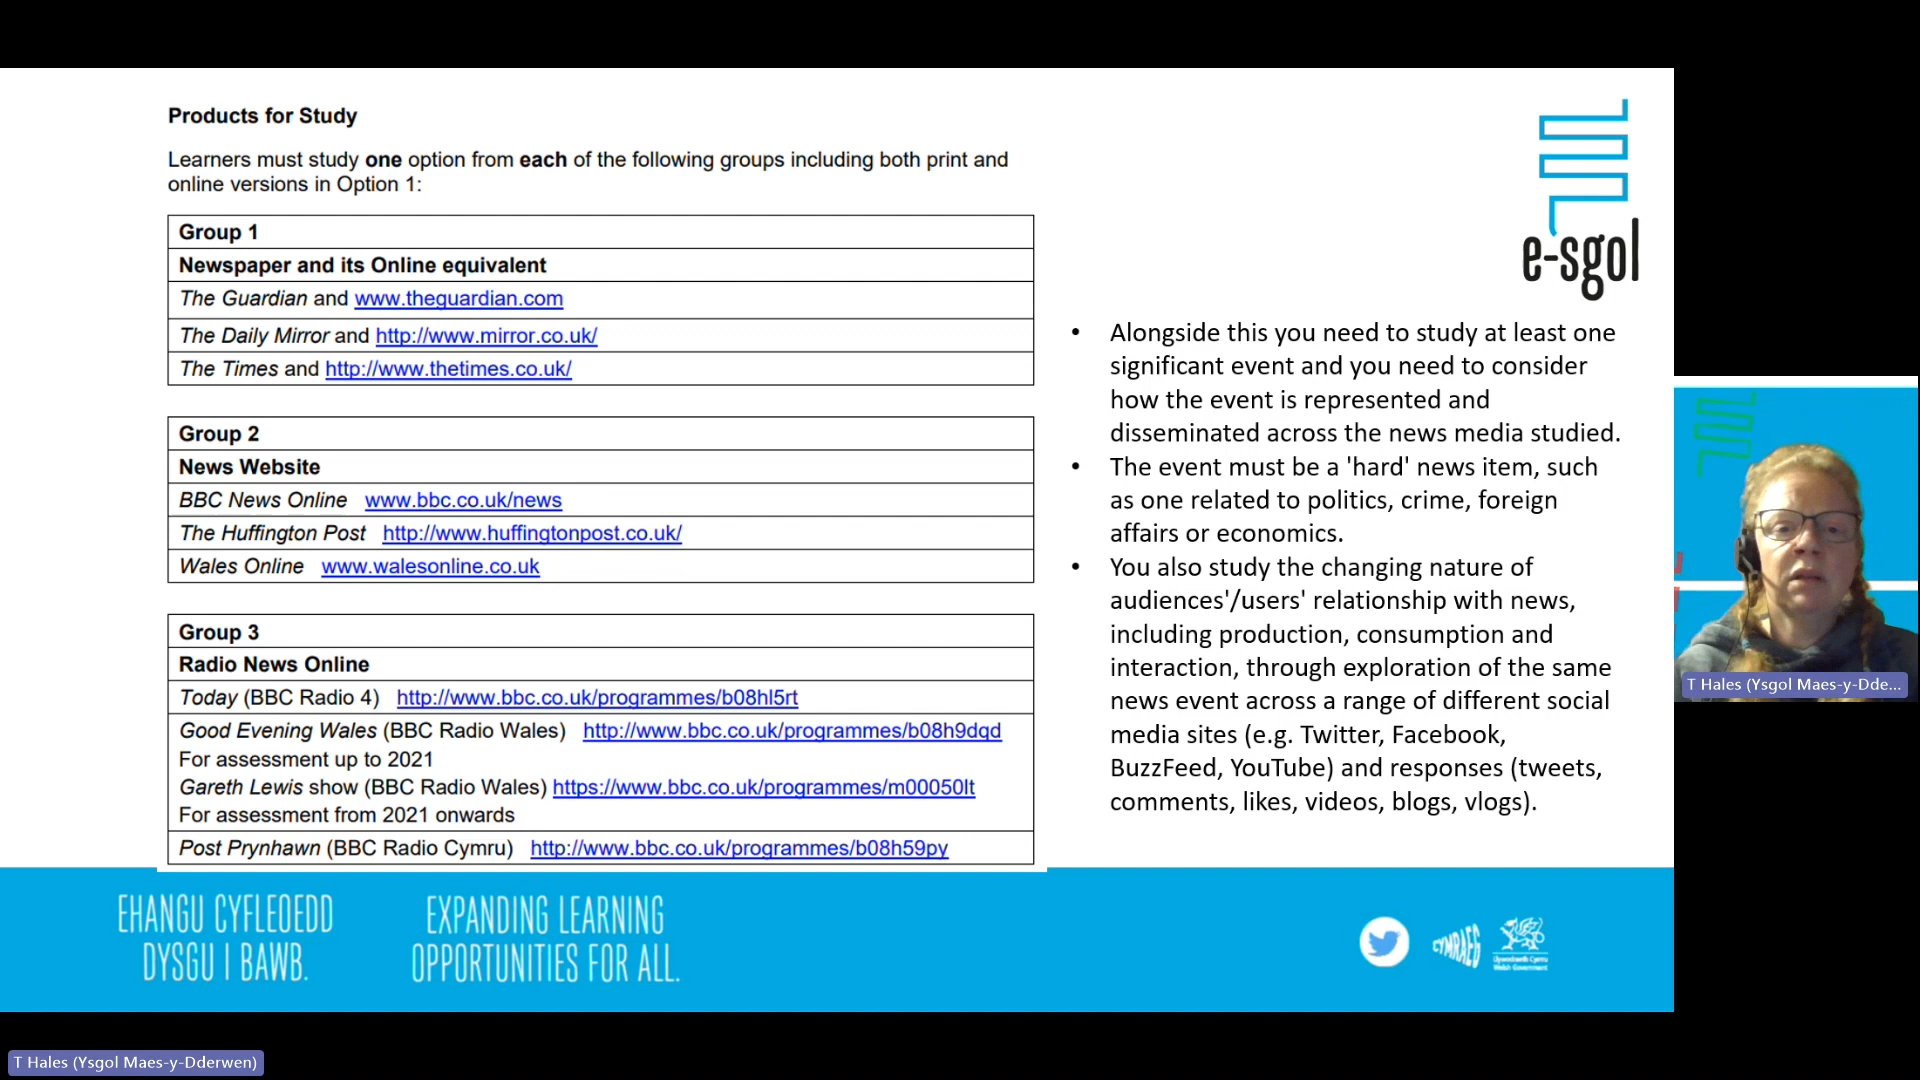 Products for Study
Learners must study one option from each of the following groups including both print and
online versions in Option 1:
Group 1
Newspaper and its Online equivalent
The Guardian and www.theguardian.com
The Daily Mirror and http://www.mirror.co.uk/
The Times and http://www.thetimes.co.uk/
Group 2
News Website
BBC News Online www.bbc.co.uk/news
The Huffington Post http://www.huffingtonpost.co.uk/
Wales Online www.walesonline.co.uk
Group 3
Radio News Online
Today (BBC Radio 4) http://www.bbc.co.uk/programmes/b08hl5rt
Good Evening Wales (BBC Radio Wales) http://www.bbc.co.uk/programmes/b08h9dqd
For assessment up to 2021
Gareth Lewis show (BBC Radio Wales) https://www.bbc.co.uk/programmes/m00050lt
For assessment from 2021 onwards
Post Prynhawn (BBC Radio Cymru) http://www.bbc.co.uk/programmes/b08h59py
e-sgol
• Alongside this you need to study at least one
significant event and you need to consider
how the event is represented and
disseminated across the news media studied.
• The event must be a 'hard' news item, such
as one related to politics, crime, foreign
affairs or economics.
• You also study the changing nature of
audiences'/users' relationship with news,
including production, consumption and
interaction, through exploration of the same
news event across a range of different social
media sites (e.g. Twitter, Facebook,
BuzzFeed, YouTube) and responses (tweets,
comments, likes, videos, blogs, vlogs).
T Hales (Ysgol Maes-y-Dde...
EHANGU CYFLEOEDD
DYSGU I BAWB.
EXPANDING LEARNING
OPPORTUNITIES FOR ALL.
CYMRAEG
Llywodraeth Cymru
Welsh Government
T Hales (Ysgol Maes-y-Dderwen)